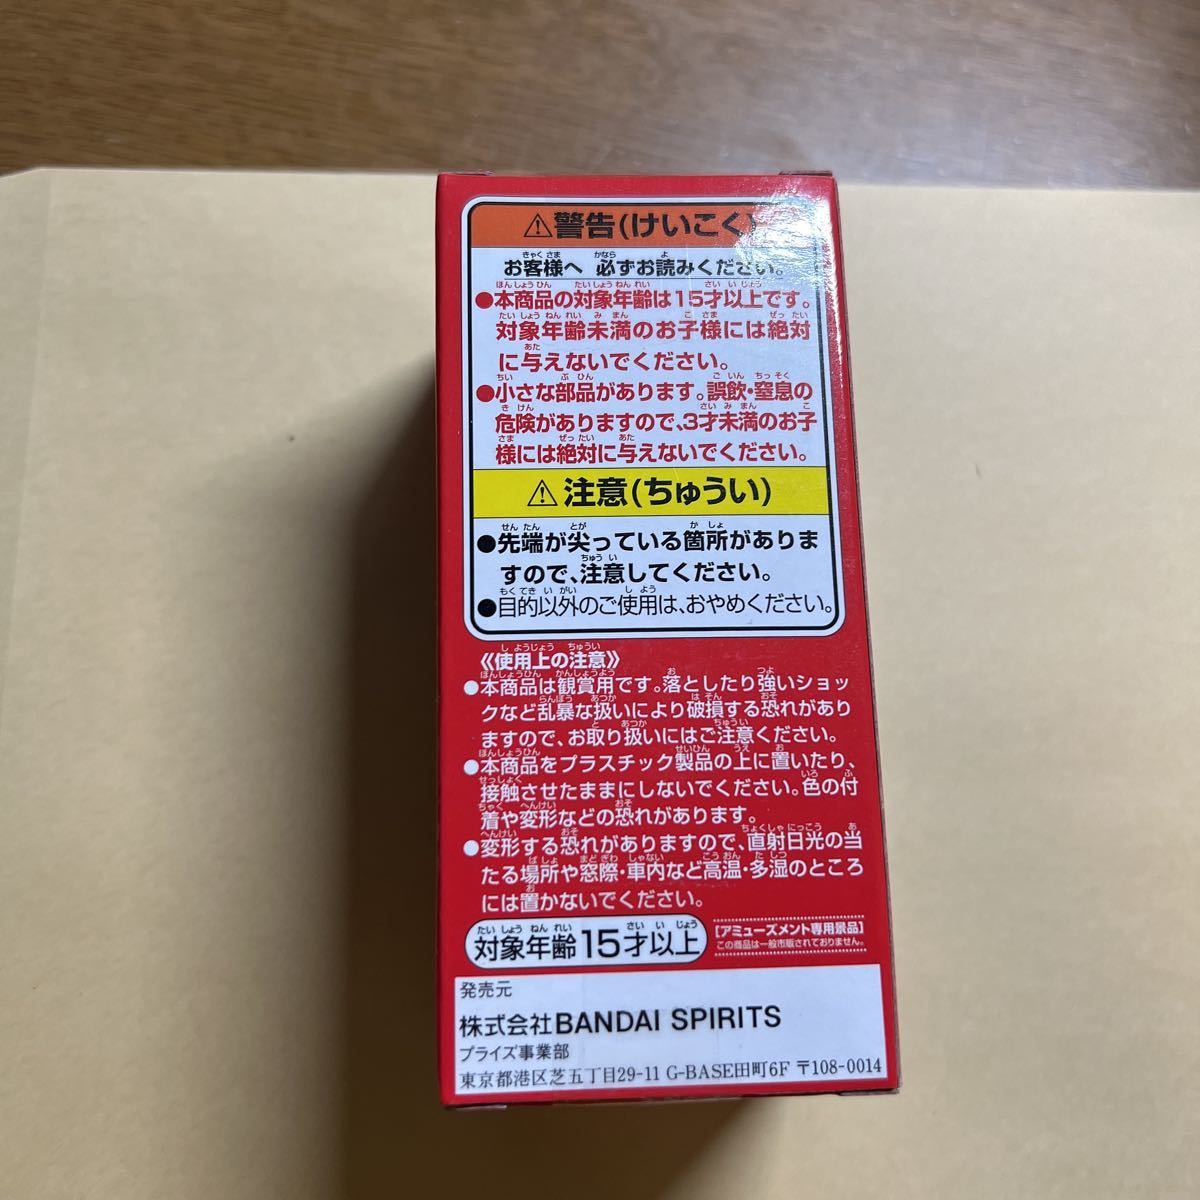 ⚠警告(けいこく)
お客様へ 必ずお読みください。
●本商品の対象年齢は15才以上です。
対象年齢未満のお子様には絶対
に与えないでください。
●小さな部品があります。誤飲・窒息の
危険がありますので、3才未満のお子
様には絶対に与えないでください。
⚠注意(ちゅうい)
●先端が尖っている箇所がありま
すので、注意してください。
●目的以外のご使用は、おやめください。
《使用上の注意》
●本商品は観賞用です。落としたり強いショッ
クなど乱暴な扱いにより破損する恐れがあり
ますので、お取り扱いにはご注意ください。
●本商品をプラスチック製品の上に置いたり、
接触させたままにしないでください。色の付
着や変形などの恐れがあります。
●変形する恐れがありますので、直射日光の当
たる場所や窓際・車内など高温・多湿のところ
には置かないでください。
対象年齢15才以上
[アミューズメント専用景品]
この商品は一般市販されておりません。
発売元
株式会社BANDAI SPIRITS
プライズ事業部
東京都港区芝五丁目29-11 G-BASE田町6F 〒108-0014